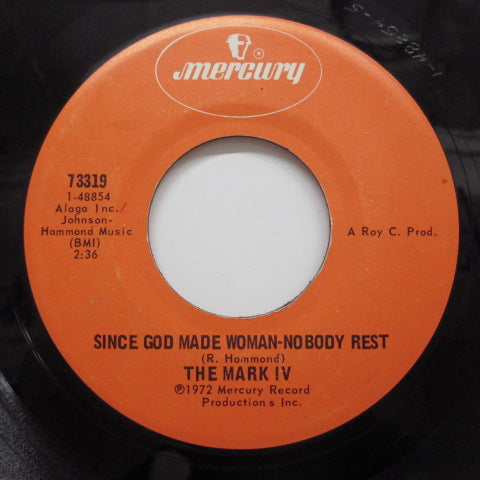 mercury
73319
1-48854
Alaga Inc./
Johnson-
Hammond Music
(BMI)
2:36
A Roy C. Prod.
SINCE GOD MADE WOMAN-NOBODY REST
(R. Hammond)
THE MARK IV
℗1972 Mercury Record
Productions Inc.